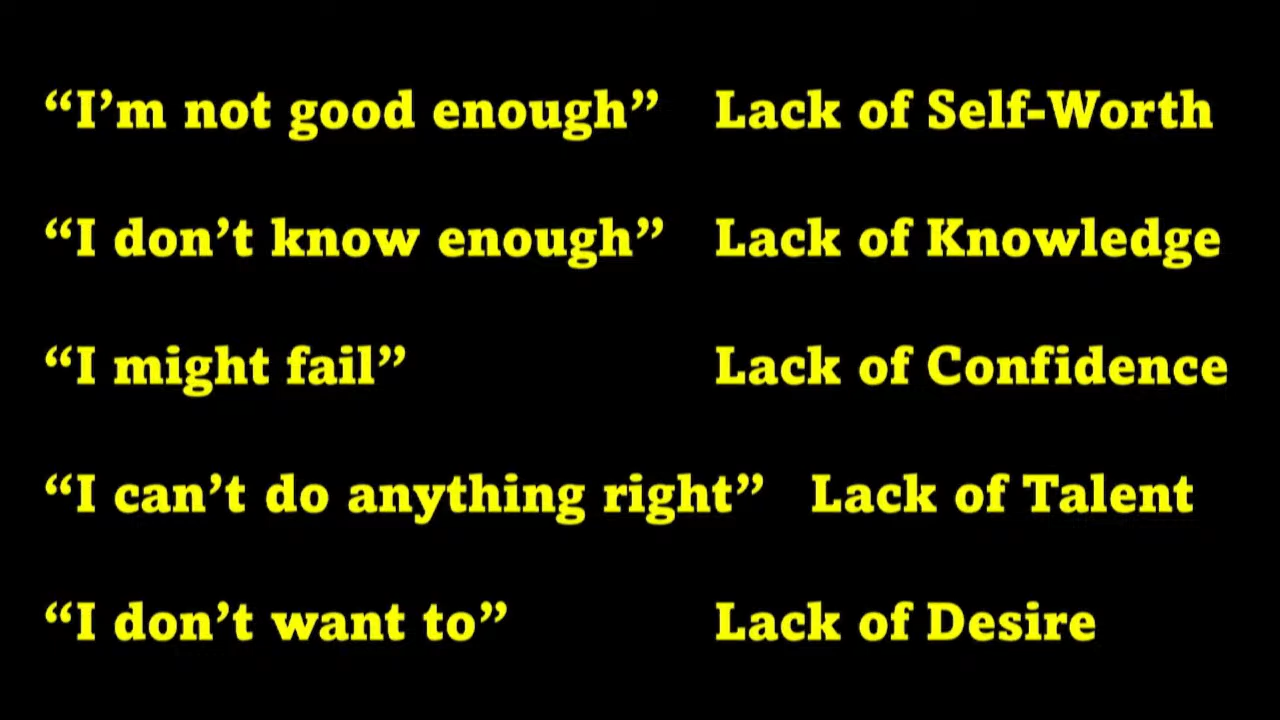 “I’m not good enough” Lack of Self-Worth
“I don’t know enough” Lack of Knowledge
“I might fail” Lack of Confidence
“I can’t do anything right” Lack of Talent
“I don’t want to” Lack of Desire